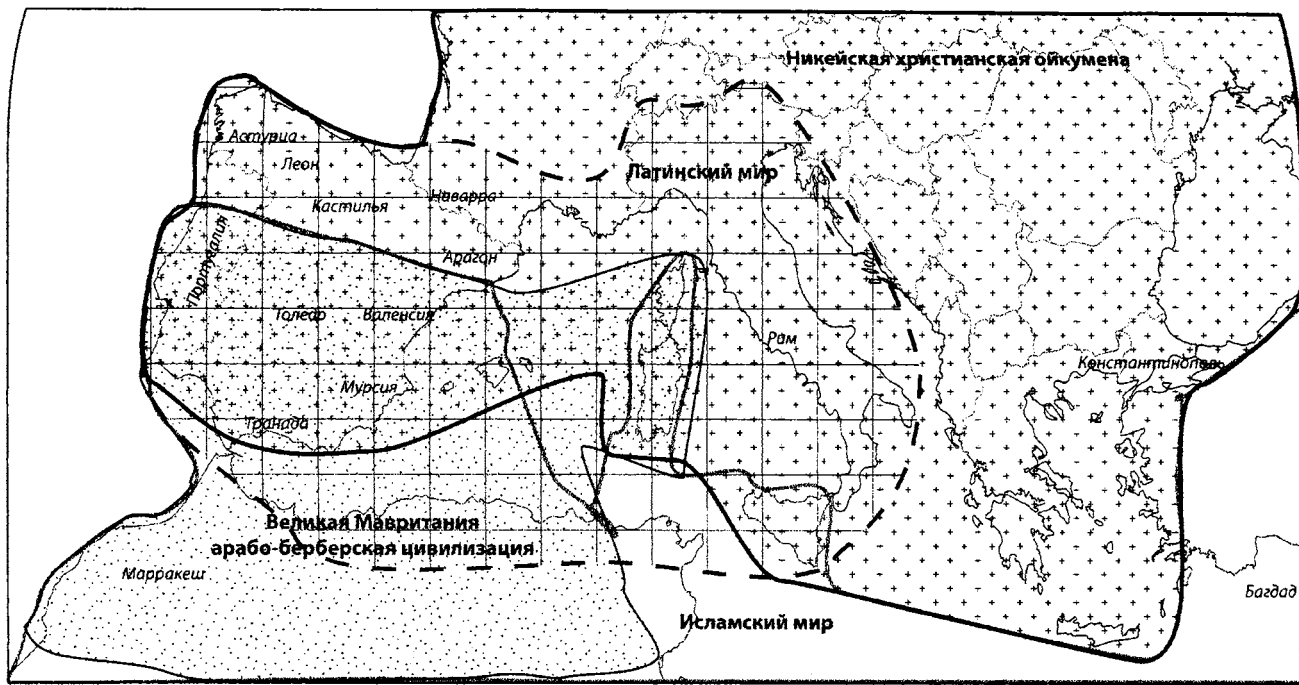 Никейская христианская ойкумена
Астуриа
Леон
Латинский мир
Наварра
Кастилья
Португалия
Арагон
Толедо
Валенсия
Рим
Константинополь
Мурсия
Гранада
Великая Мавритания
арабо-берберская цивилизация
Марракеш
Багдад
Исламский мир